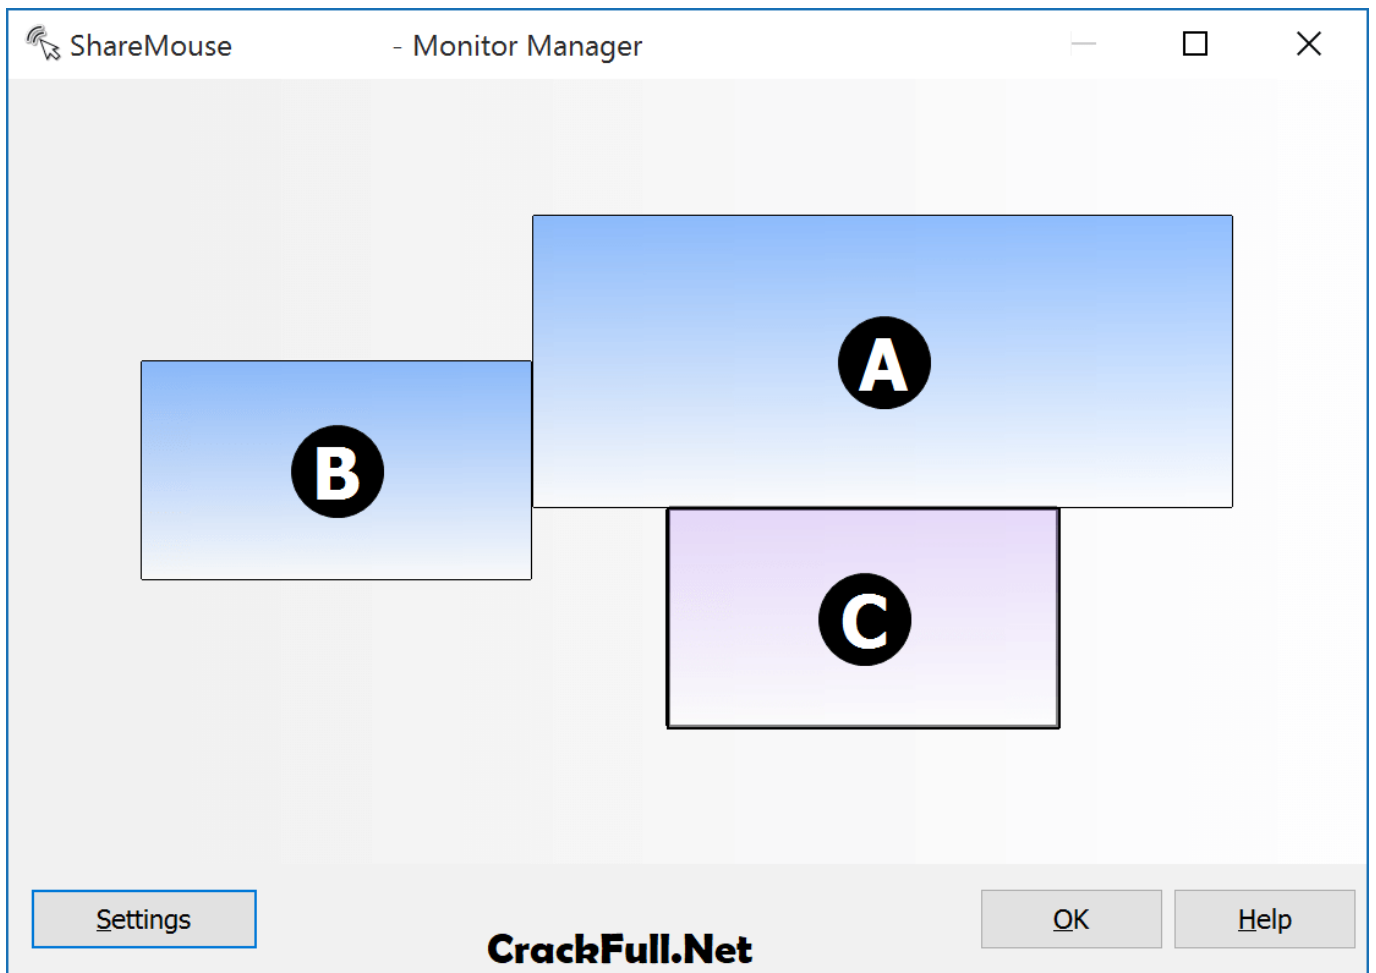 ShareMouse - Monitor Manager
A
B
C
Settings
OK
Help
CrackFull.Net